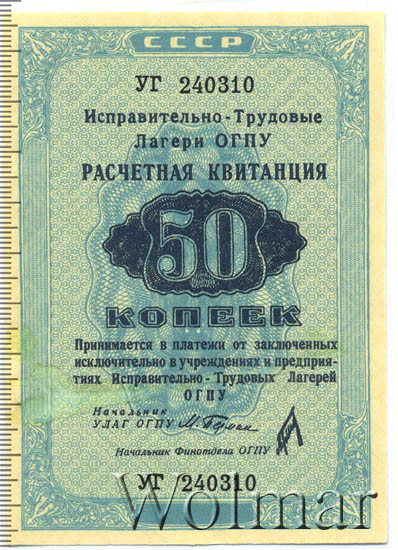 СССР
УГ 240310
Исправительно-Трудовые
Лагери ОГПУ
РАСЧЕТНАЯ КВИТАНЦИЯ
50
КОПЕЕК
Принимается в платежи от заключенных
исключительно в учреждениях и предприя-
тиях Исправительно-Трудовых Лагерей
ОГПУ
Начальник
УЛАГ ОГПУ М. Берман
Начальник Финотдела ОГПУ
УГ 240310
Wolmar